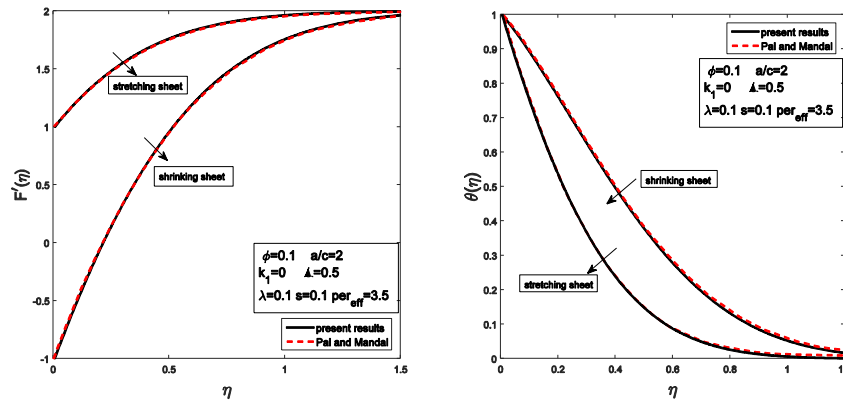 2
1.5
1
0.5
0
-0.5
-1
0
0.5
1
1.5
F′(η)
η
stretching sheet
shrinking sheet
ϕ=0.1 a/c=2
k₁=0 Λ=0.5
λ=0.1 s=0.1 per_eff=3.5
present results
Pal and Mandal
1
0.9
0.8
0.7
0.6
0.5
0.4
0.3
0.2
0.1
0
0
0.2
0.4
0.6
0.8
1
θ(η)
η
present results
Pal and Mandal
ϕ=0.1 a/c=2
k₁=0 Λ=0.5
λ=0.1 s=0.1 per_eff=3.5
shrinking sheet
stretching sheet